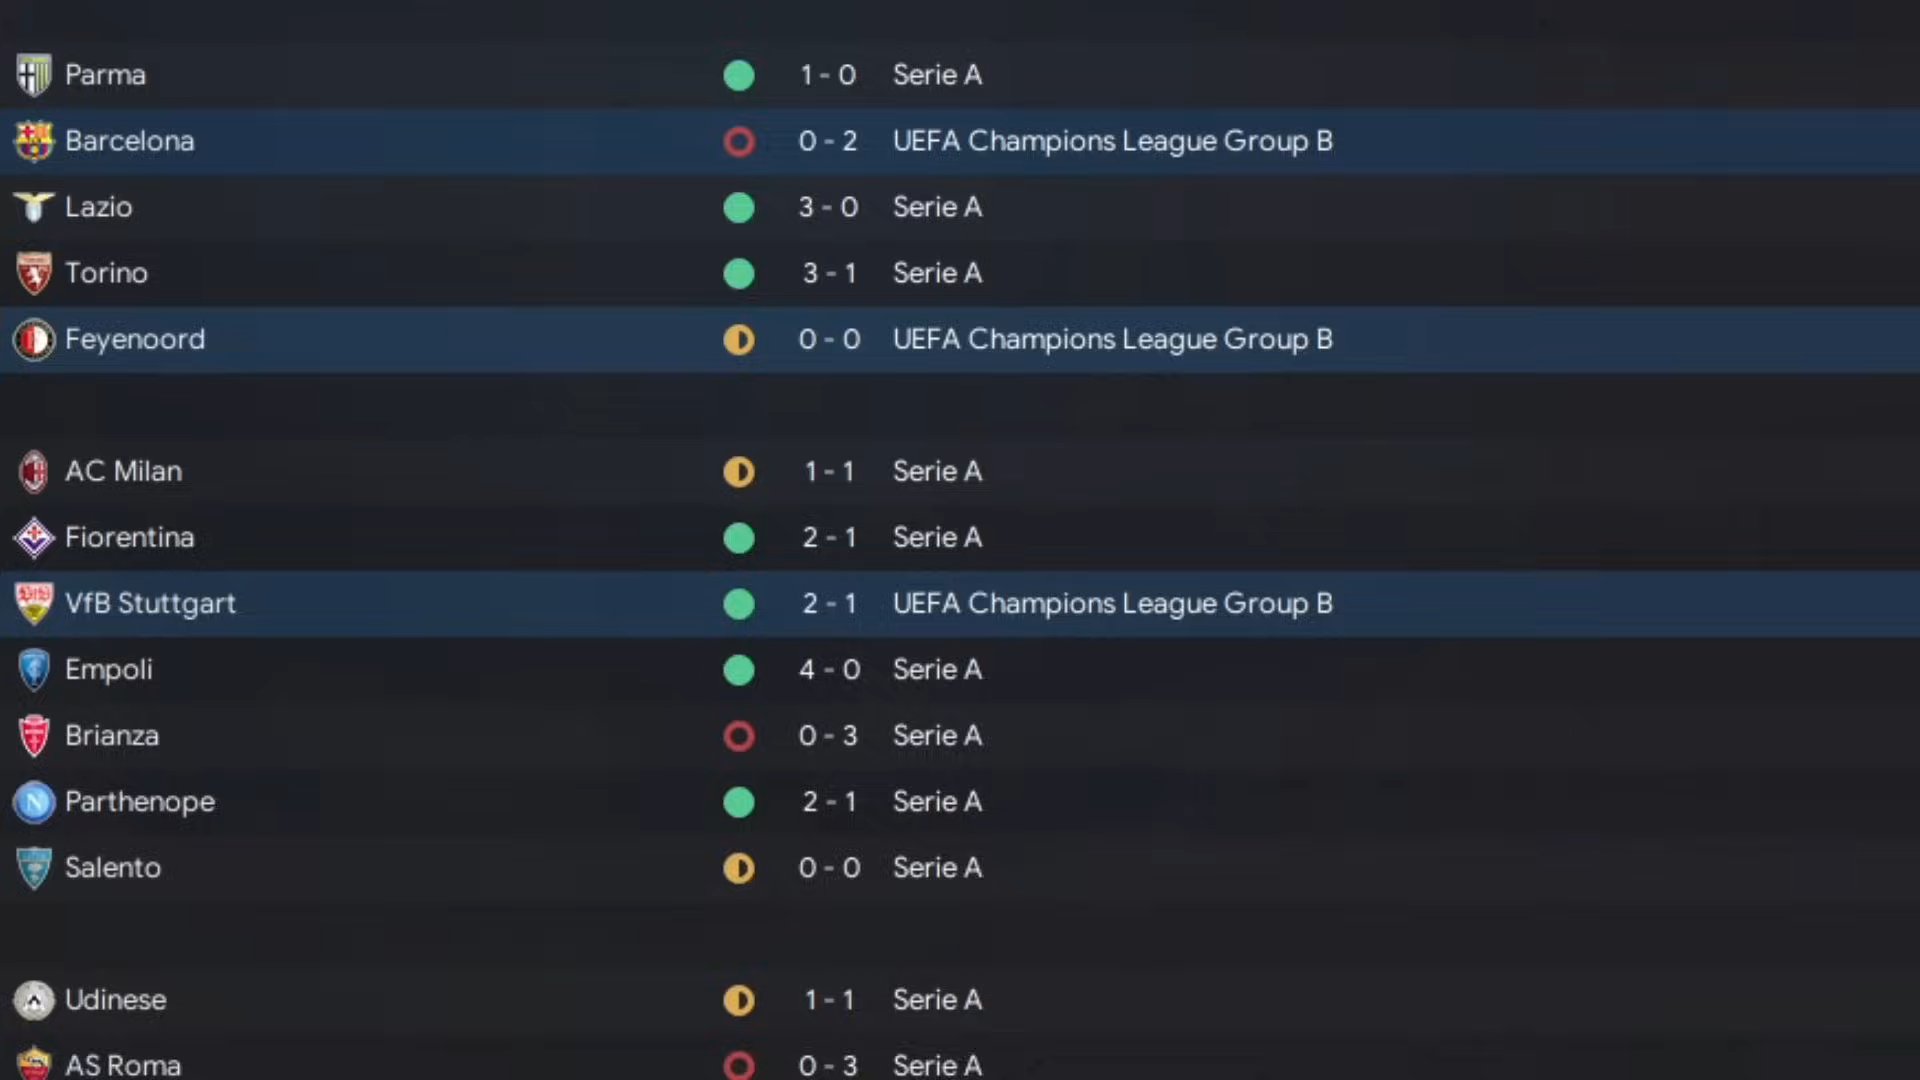 Parma 1 - 0 Serie A
Barcelona 0 - 2 UEFA Champions League Group B
Lazio 3 - 0 Serie A
Torino 3 - 1 Serie A
Feyenoord 0 - 0 UEFA Champions League Group B
AC Milan 1 - 1 Serie A
Fiorentina 2 - 1 Serie A
VfB Stuttgart 2 - 1 UEFA Champions League Group B
Empoli 4 - 0 Serie A
Brianza 0 - 3 Serie A
Parthenope 2 - 1 Serie A
Salento 0 - 0 Serie A
Udinese 1 - 1 Serie A
AS Roma 0 - 3 Serie A